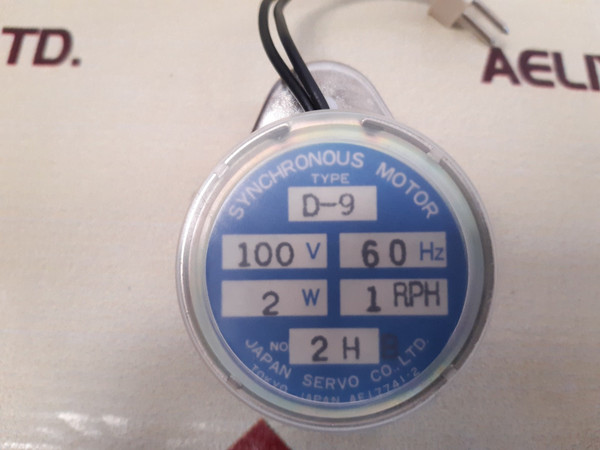 TD.
AELI
SYNCHRONOUS MOTOR
TYPE
D-9
100 V 60 Hz
2 W 1 RPH
NO 2 H
JAPAN SERVO CO., LTD.
TOKYO JAPAN